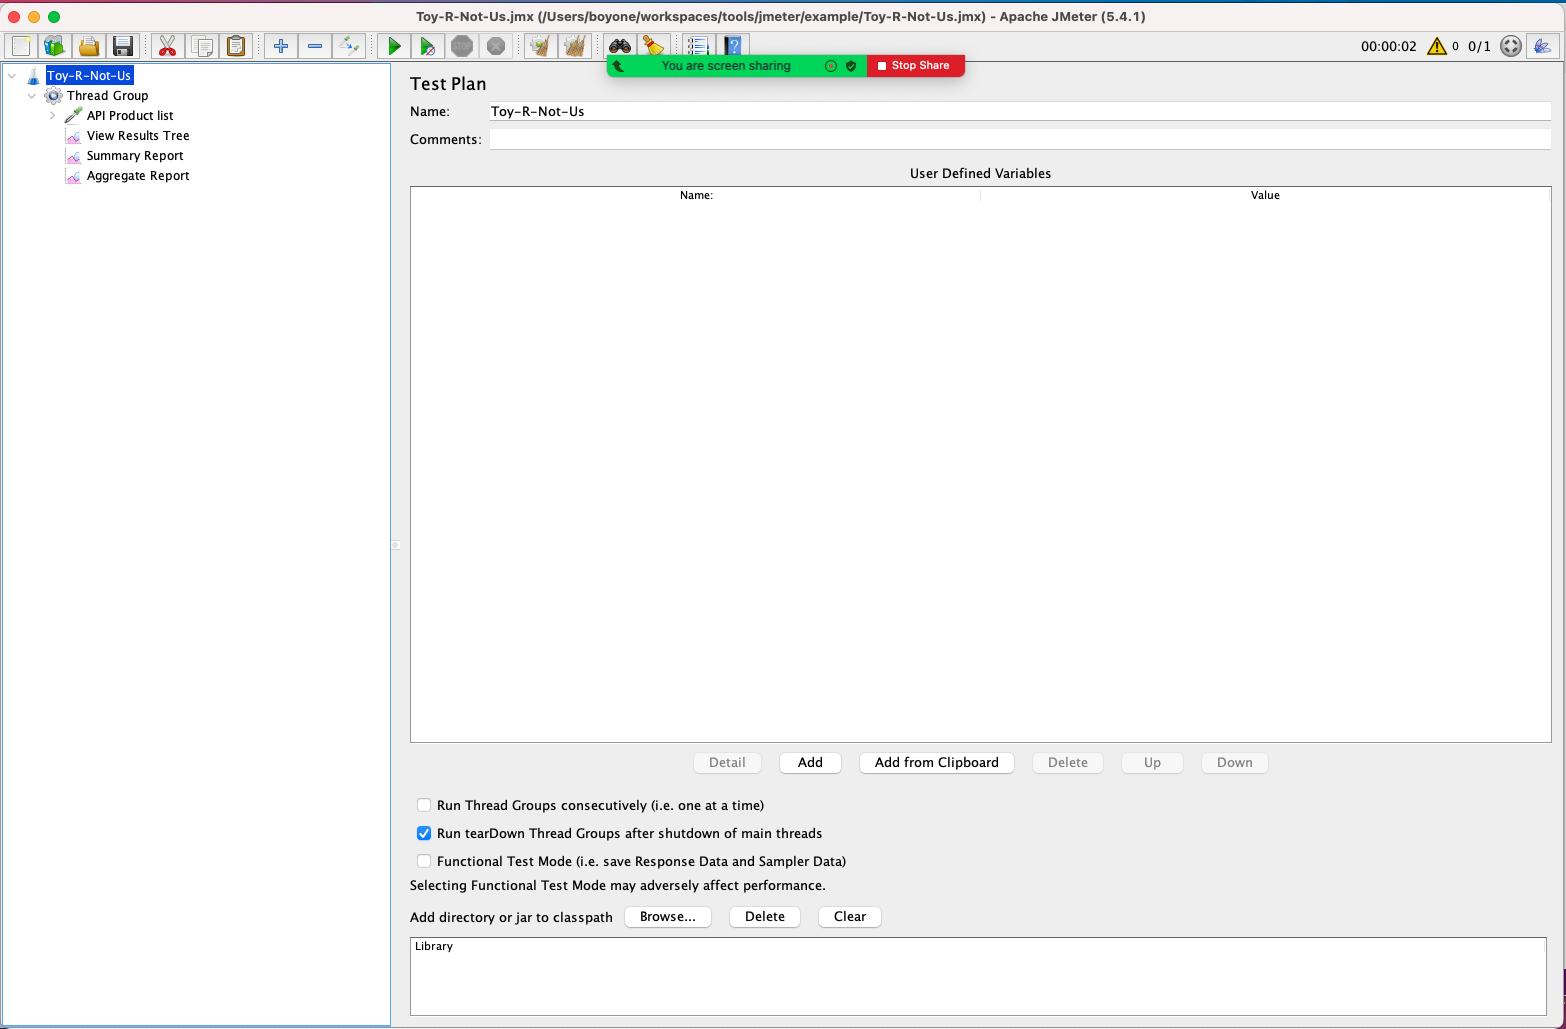 Toy-R-Not-Us.jmx (/Users/boyone/workspaces/tools/jmeter/example/Toy-R-Not-Us.jmx) - Apache JMeter (5.4.1)
STOP
?
00:00:02
0
0/1
You are screen sharing
Stop Share
Toy-R-Not-Us
Thread Group
API Product list
View Results Tree
Summary Report
Aggregate Report
Test Plan
Name: Toy-R-Not-Us
Comments:
User Defined Variables
Name: Value
Detail Add Add from Clipboard Delete Up Down
Run Thread Groups consecutively (i.e. one at a time)
Run tearDown Thread Groups after shutdown of main threads
Functional Test Mode (i.e. save Response Data and Sampler Data)
Selecting Functional Test Mode may adversely affect performance.
Add directory or jar to classpath Browse... Delete Clear
Library